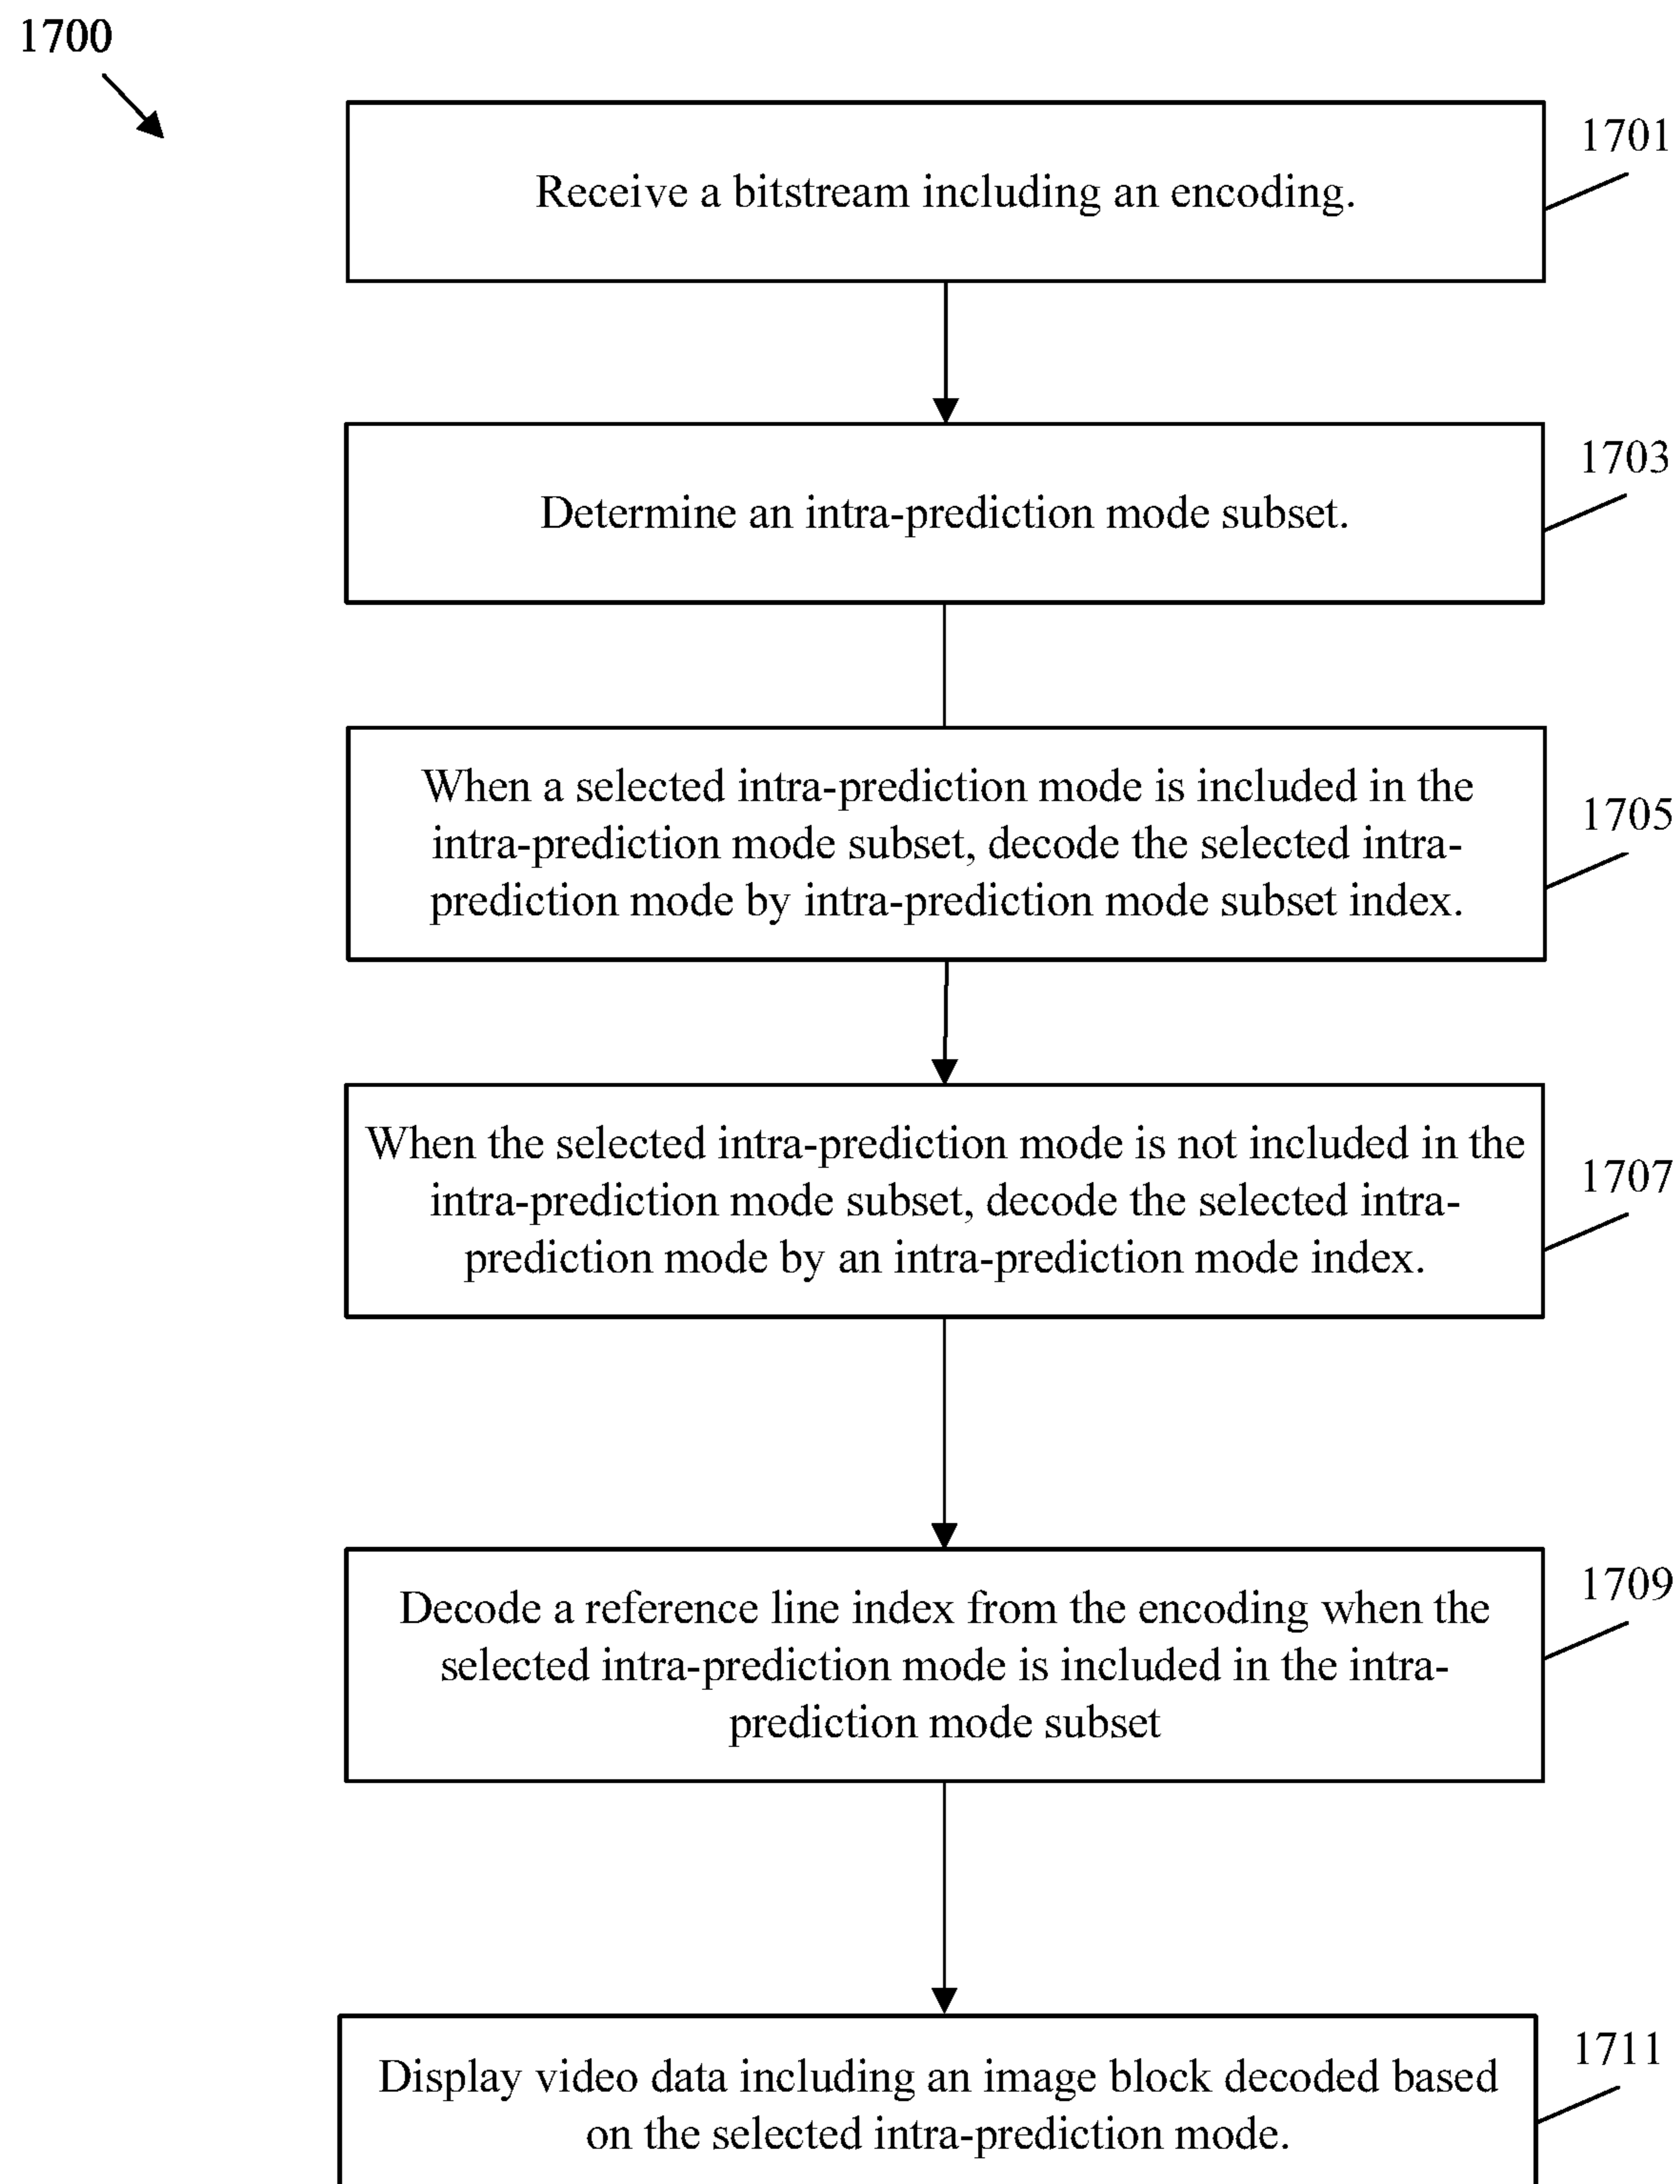 1700
1701
Receive a bitstream including an encoding.
1703
Determine an intra-prediction mode subset.
When a selected intra-prediction mode is included in the
intra-prediction mode subset, decode the selected intra-
prediction mode by intra-prediction mode subset index.
1705
When the selected intra-prediction mode is not included in the
intra-prediction mode subset, decode the selected intra-
prediction mode by an intra-prediction mode index.
1707
Decode a reference line index from the encoding when the
selected intra-prediction mode is included in the intra-
prediction mode subset
1709
Display video data including an image block decoded based
on the selected intra-prediction mode.
1711